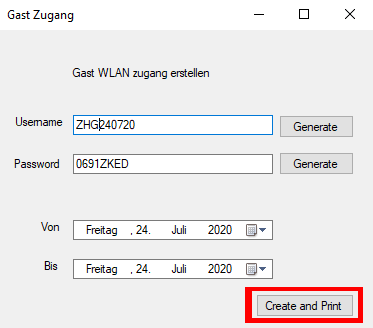 Gast Zugang
Gast WLAN zugang erstellen
Username ZHG240720 Generate
Password 0691ZKED Generate
Von Freitag , 24. Juli 2020
Bis Freitag , 24. Juli 2020
Create and Print